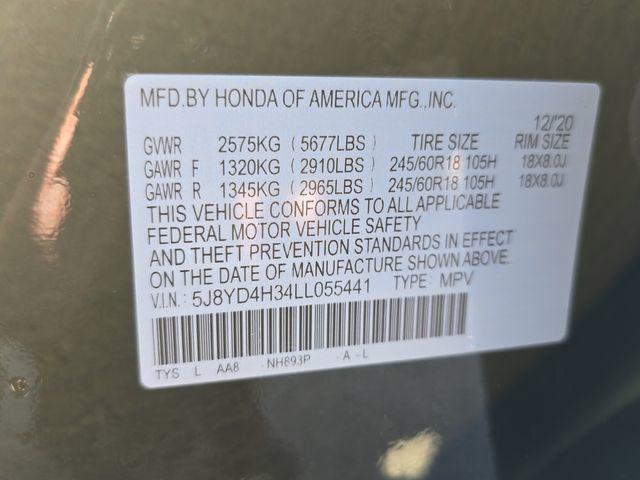 MFD.BY HONDA OF AMERICA MFG.,INC.
12/'20
GVWR 2575KG ( 5677LBS ) TIRE SIZE RIM SIZE
GAWR F 1320KG ( 2910LBS ) 245/60R18 105H 18X8.0J
GAWR R 1345KG ( 2965LBS ) 245/60R18 105H 18X8.0J
THIS VEHICLE CONFORMS TO ALL APPLICABLE
FEDERAL MOTOR VEHICLE SAFETY
AND THEFT PREVENTION STANDARDS IN EFFECT
ON THE DATE OF MANUFACTURE SHOWN ABOVE.
V.I.N.: 5J8YD4H34LL055441 TYPE: MPV
TYS L AA8 -NH893P -A-L